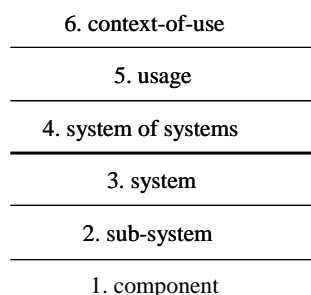 6. context-of-use
5. usage
4. system of systems
3. system
2. sub-system
1. component